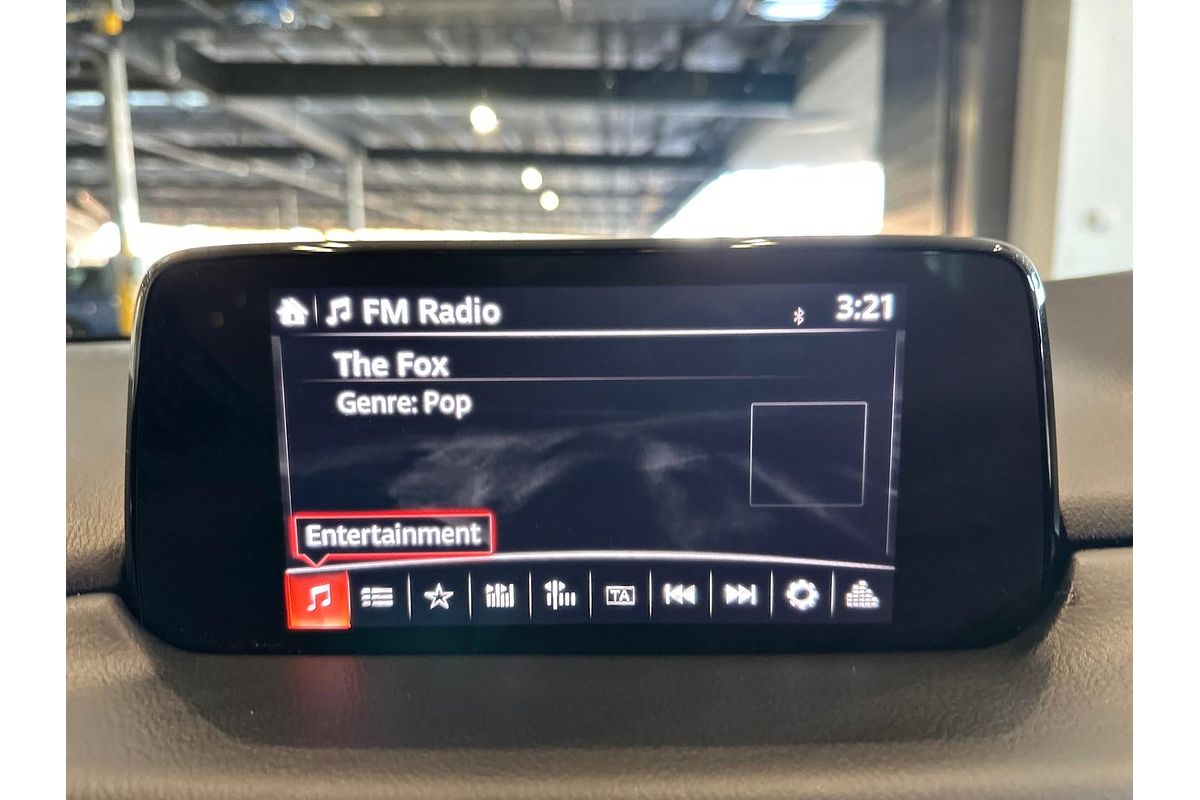 FM Radio 3:21
The Fox
Genre: Pop
Entertainment
TA